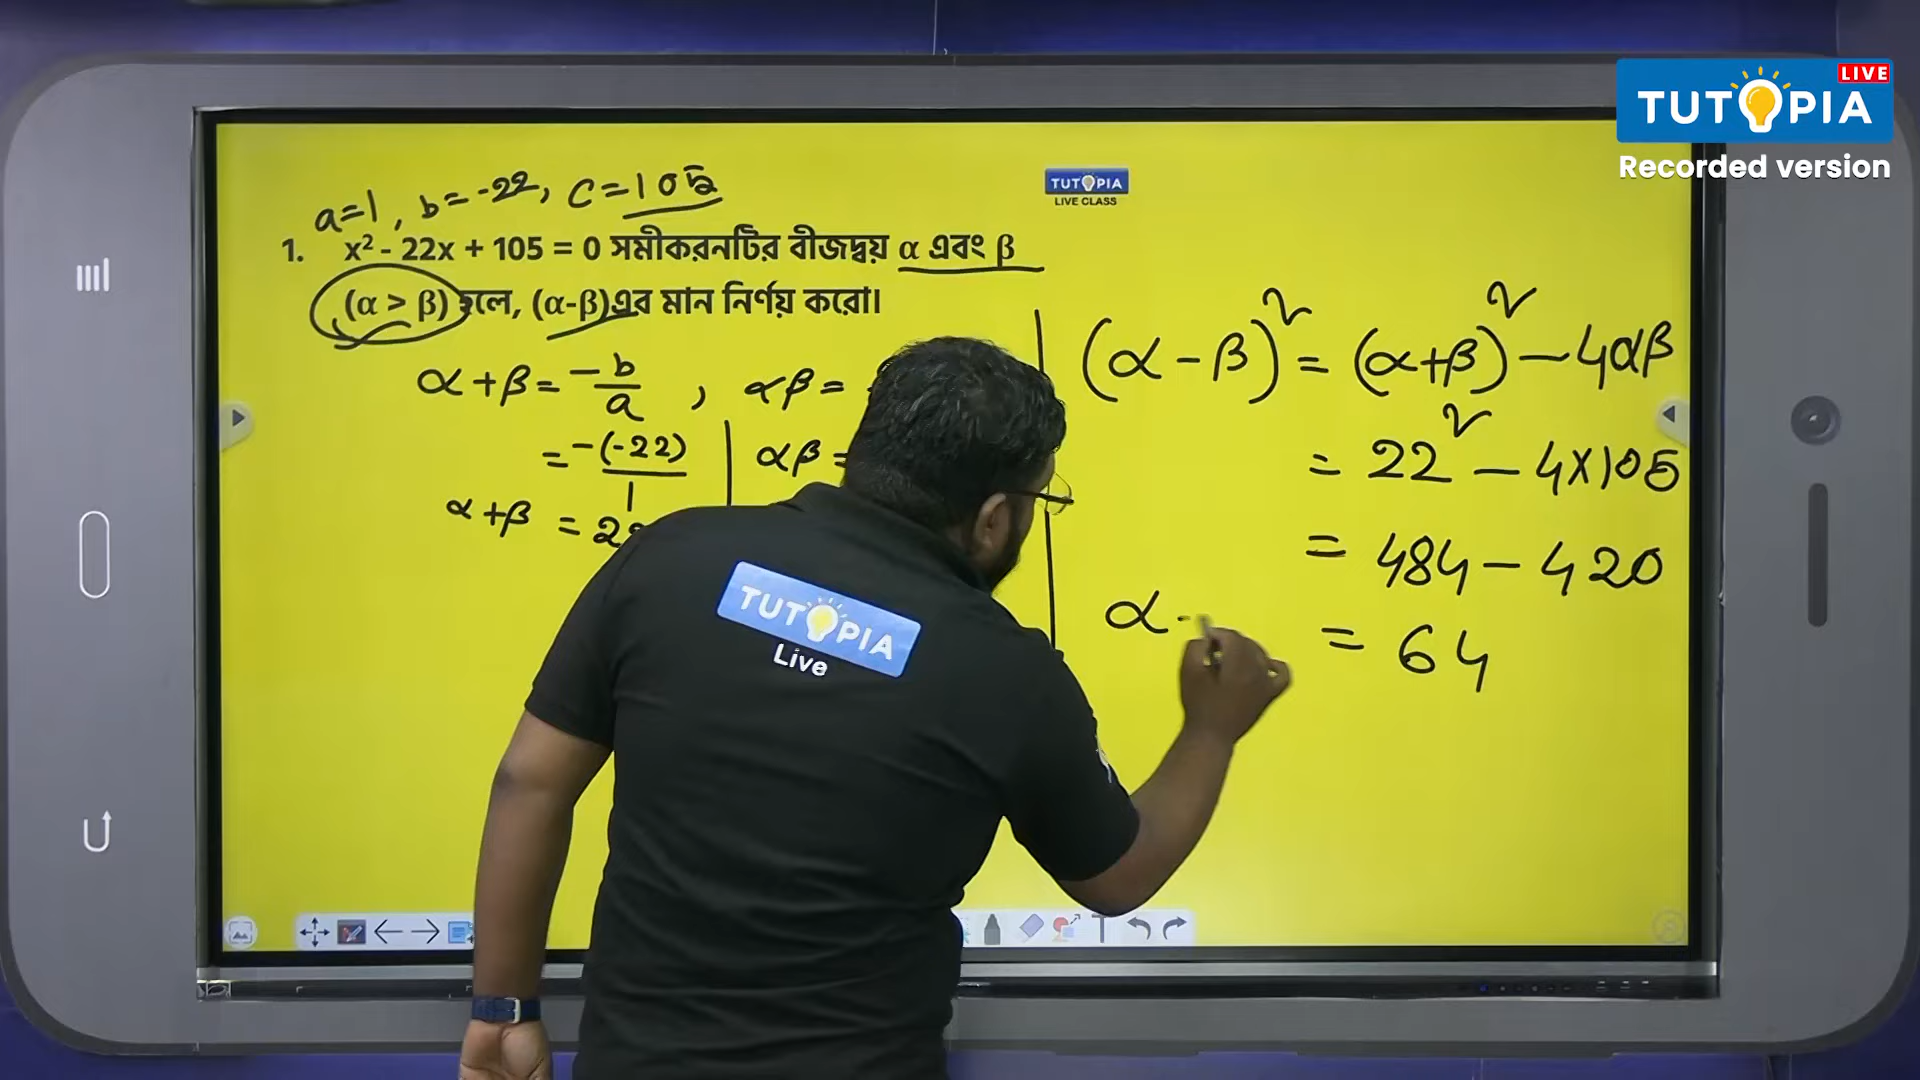 LIVE
TUTOPIA
Recorded version
TUTOPIA
LIVE CLASS
a=1, b=-22, c=105
1. x² - 22x + 105 = 0 সমীকরনটির বীজদ্বয় α এবং β
(α > β) হলে, (α-β)এর মান নির্ণয় করো।
α+β = -b/a , αβ =
= -(-22)/1
αβ =
α+β = 22
(α-β)² = (α+β)² - 4αβ
= 22² - 4×105
= 484 - 420
= 64
α -
TUTOPIA
Live